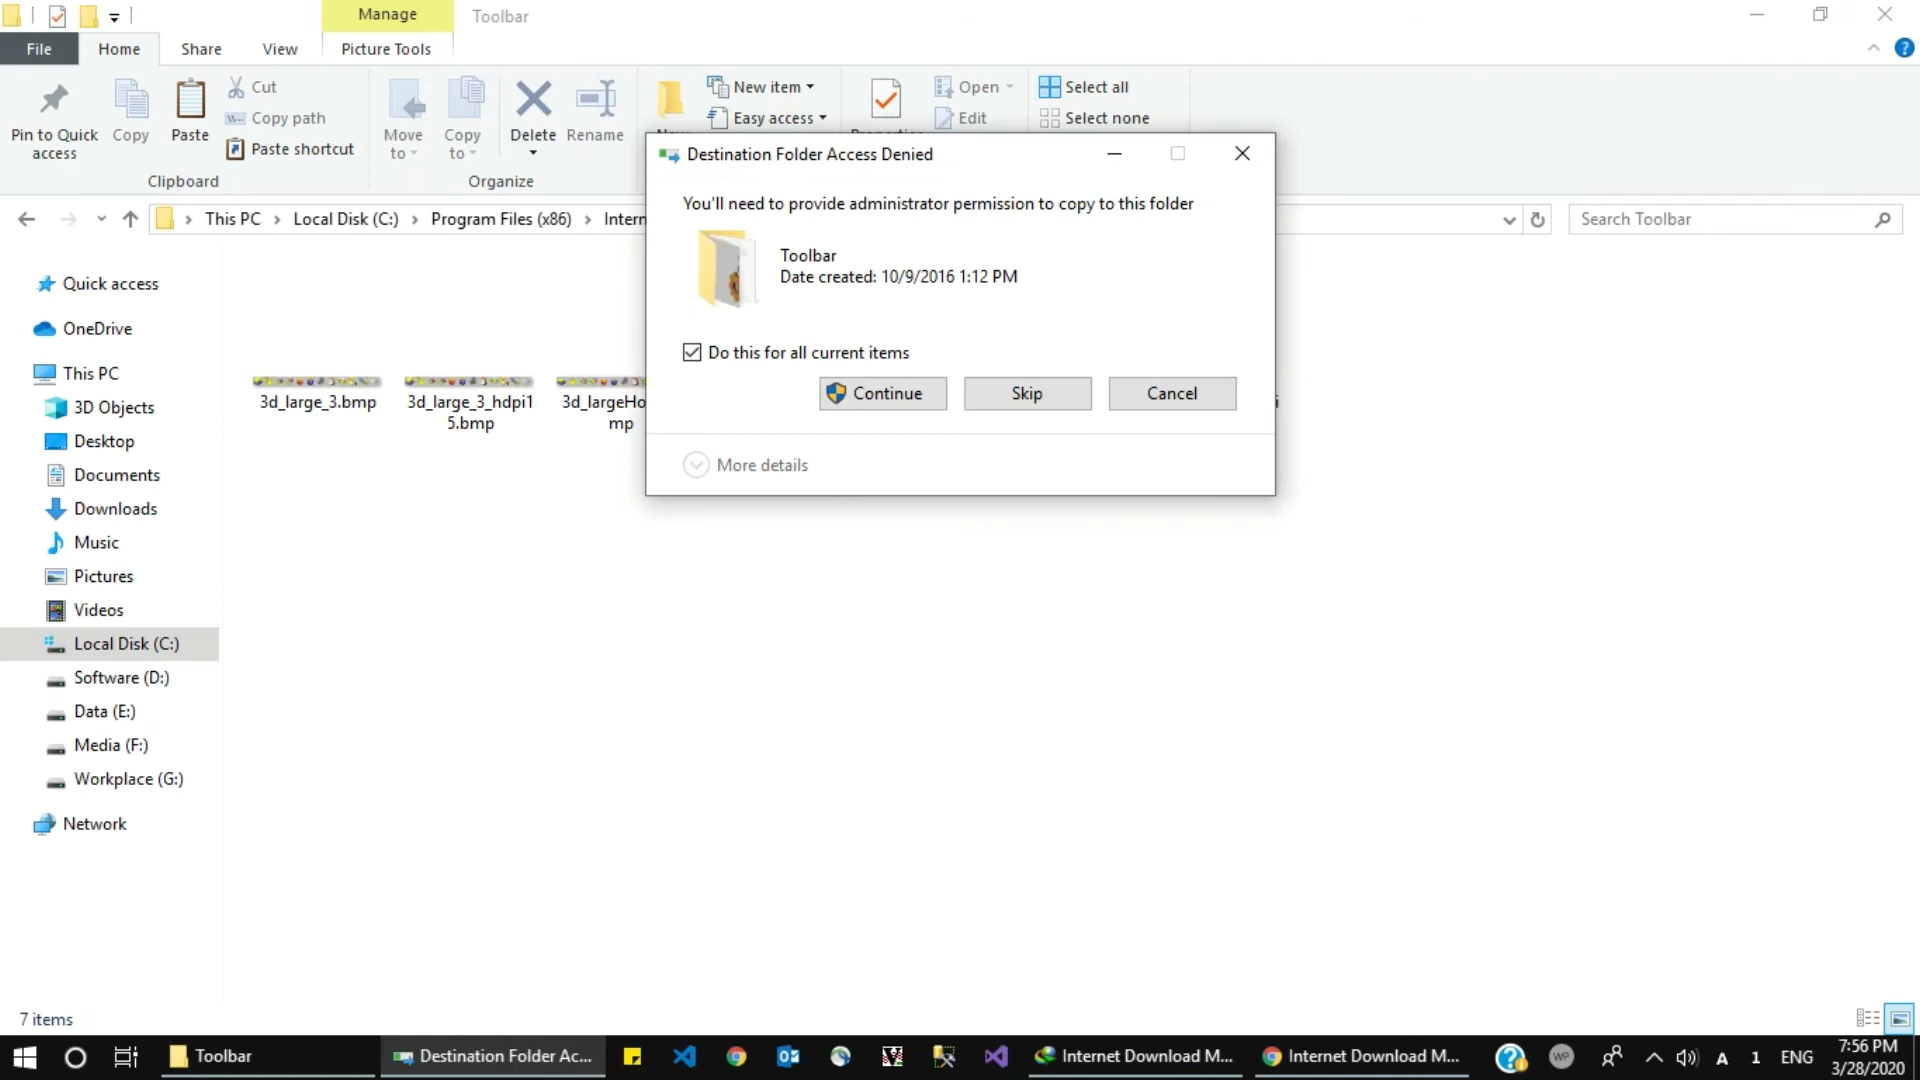 Manage
Toolbar
File
Home
Share
View
Picture Tools
Pin to Quick access
Copy
Paste
Cut
Copy path
Paste shortcut
Clipboard
Move to
Copy to
Delete
Rename
Organize
New item
Easy access
Open
Edit
Select all
Select none
This PC
Local Disk (C:)
Program Files (x86)
Intern
Search Toolbar
Destination Folder Access Denied
You'll need to provide administrator permission to copy to this folder
Toolbar
Date created: 10/9/2016 1:12 PM
Do this for all current items
Continue
Skip
Cancel
More details
Quick access
OneDrive
This PC
3D Objects
Desktop
Documents
Downloads
Music
Pictures
Videos
Local Disk (C:)
Software (D:)
Data (E:)
Media (F:)
Workplace (G:)
Network
3d_large_3.bmp
3d_large_3_hdpi1
5.bmp
3d_largeHo
mp
7 items
Toolbar
Destination Folder Ac...
Internet Download M...
Internet Download M...
WP
A
1
ENG
7:56 PM
3/28/2020